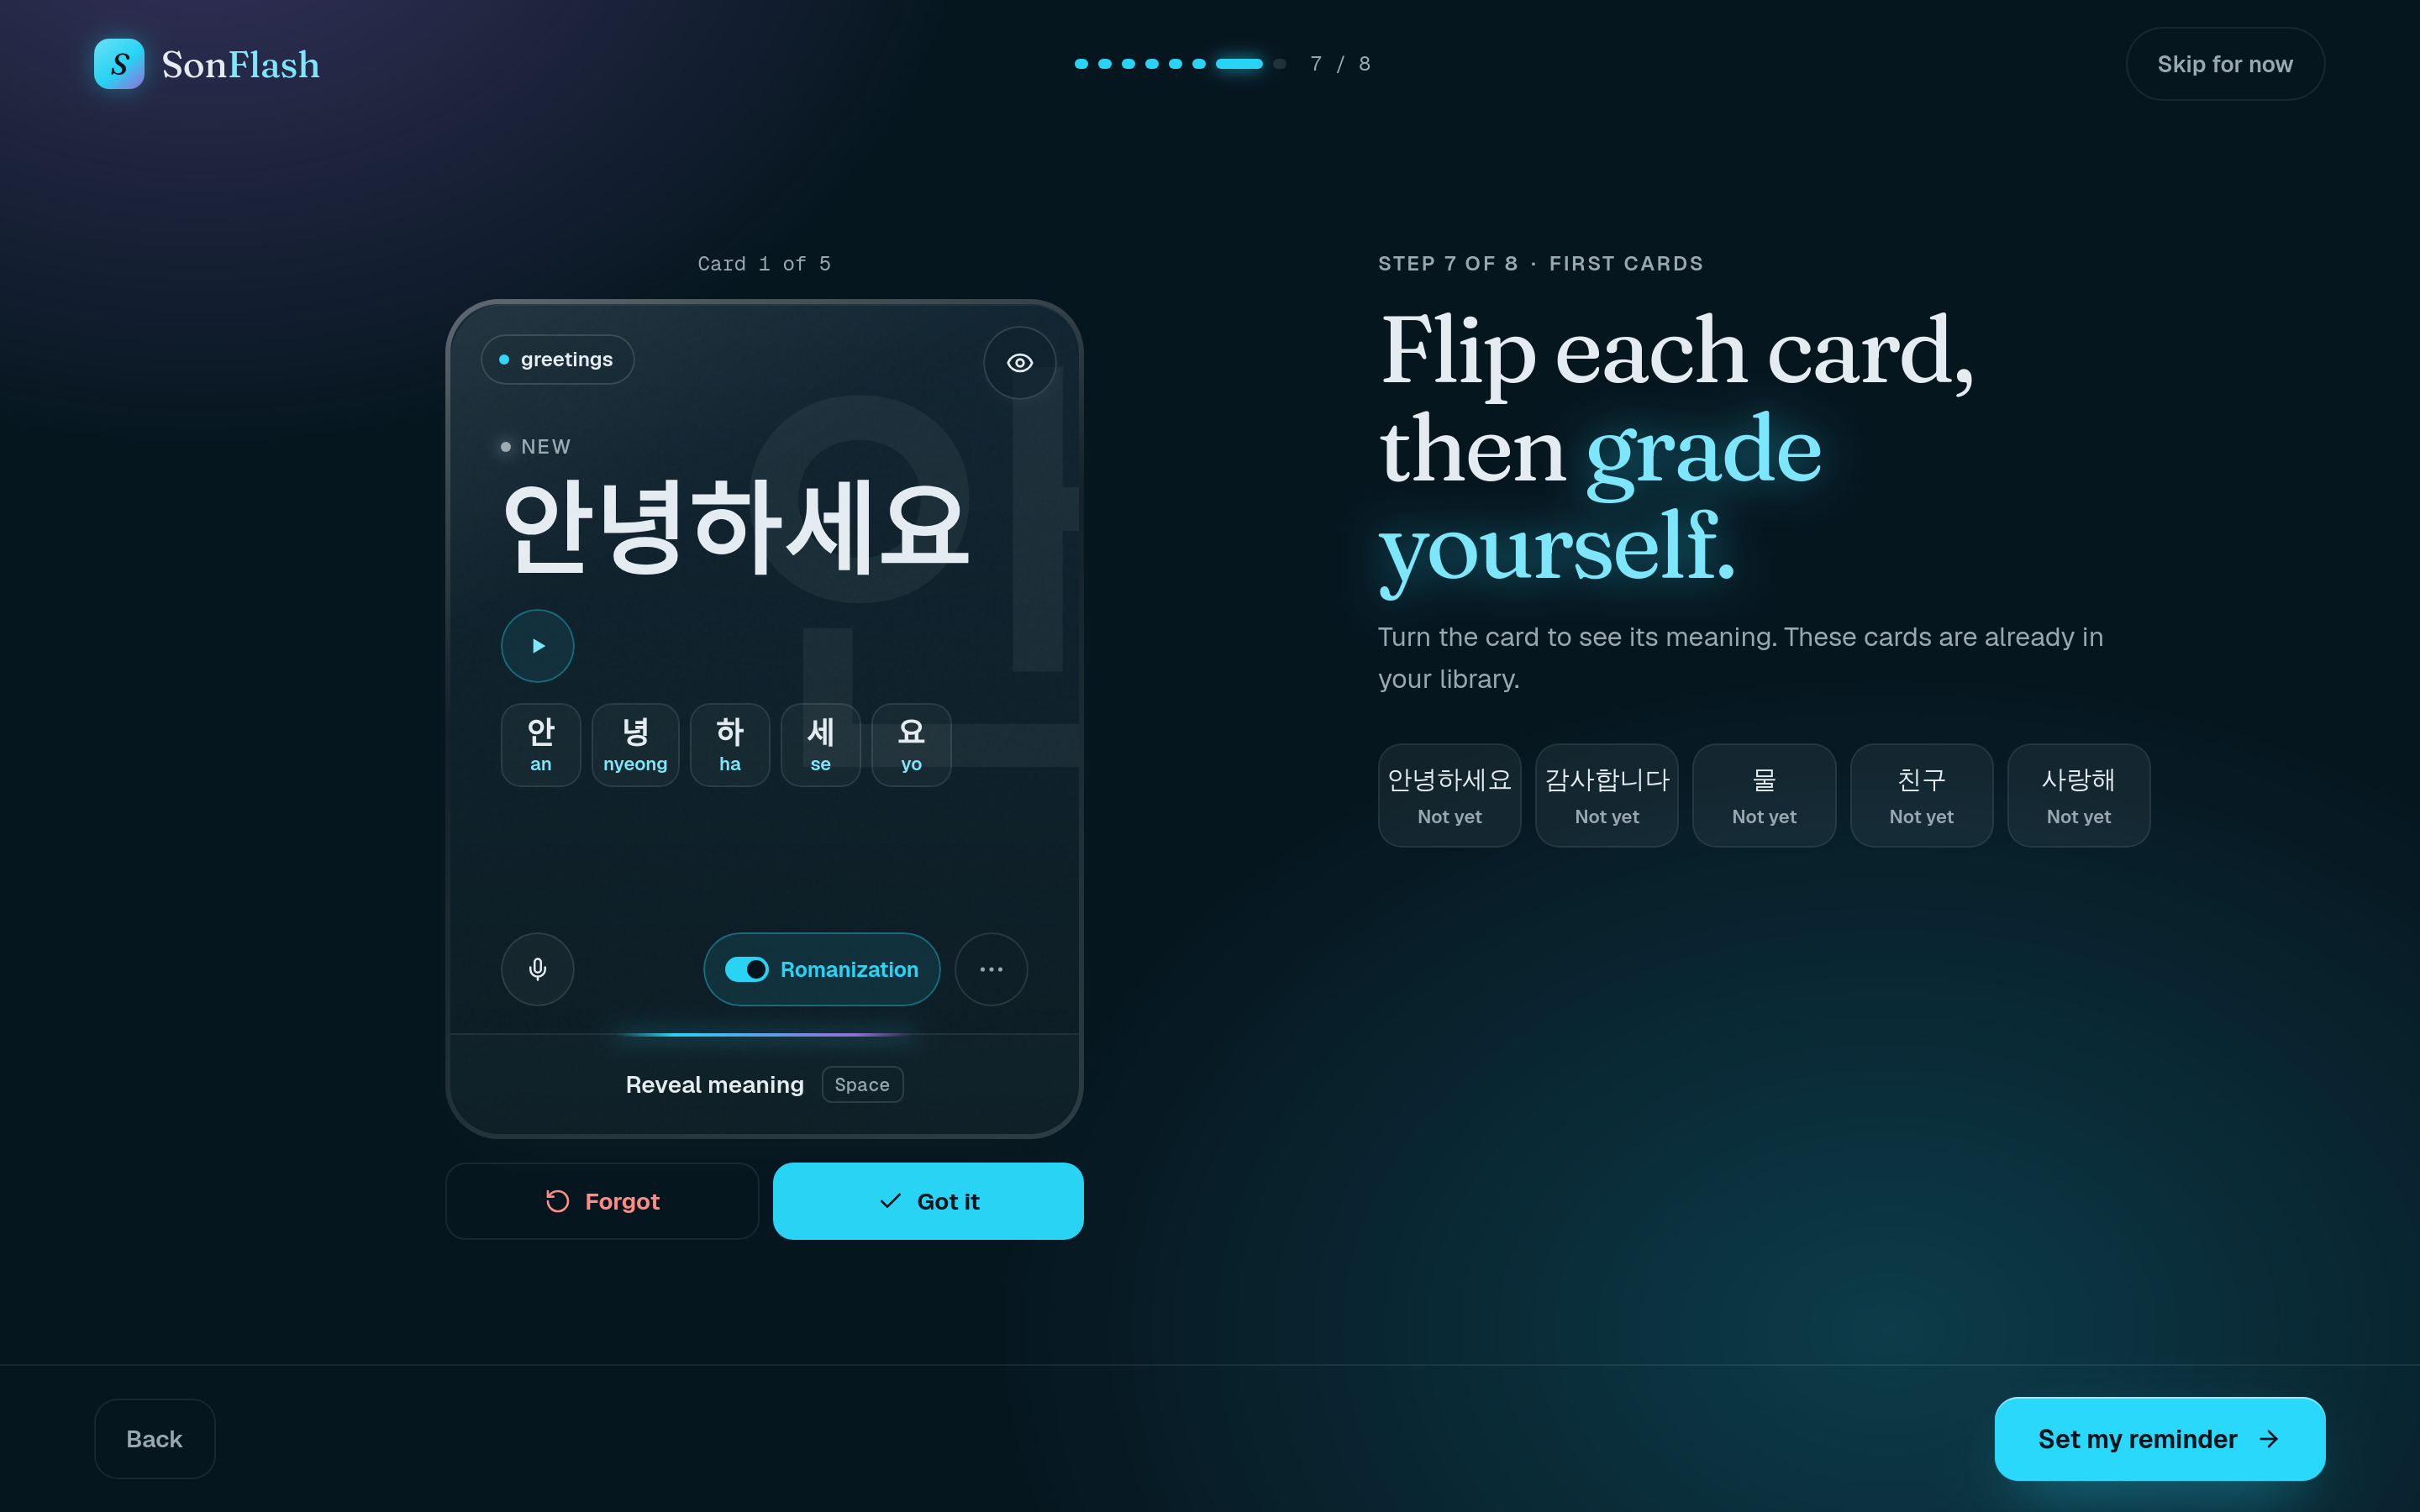 S SonFlash
7 / 8
Skip for now
Card 1 of 5
greetings
NEW
안녕하세요
안 녕 하 세 요
an nyeong ha se yo
Romanization
Reveal meaning Space
Forgot
Got it
STEP 7 OF 8 · FIRST CARDS
Flip each card,
then grade
yourself.
Turn the card to see its meaning. These cards are already in
your library.
안녕하세요 감사합니다 물 친구 사랑해
Not yet Not yet Not yet Not yet Not yet
Back
Set my reminder